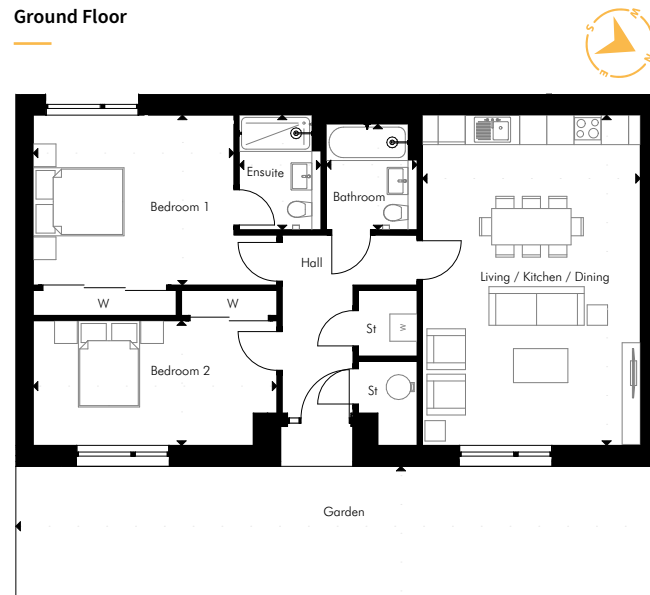 Ground Floor
S
W
N
E
Ensuite
Bedroom 1
Bathroom
Hall
Living / Kitchen / Dining
W
W
St
W
Bedroom 2
St
Garden